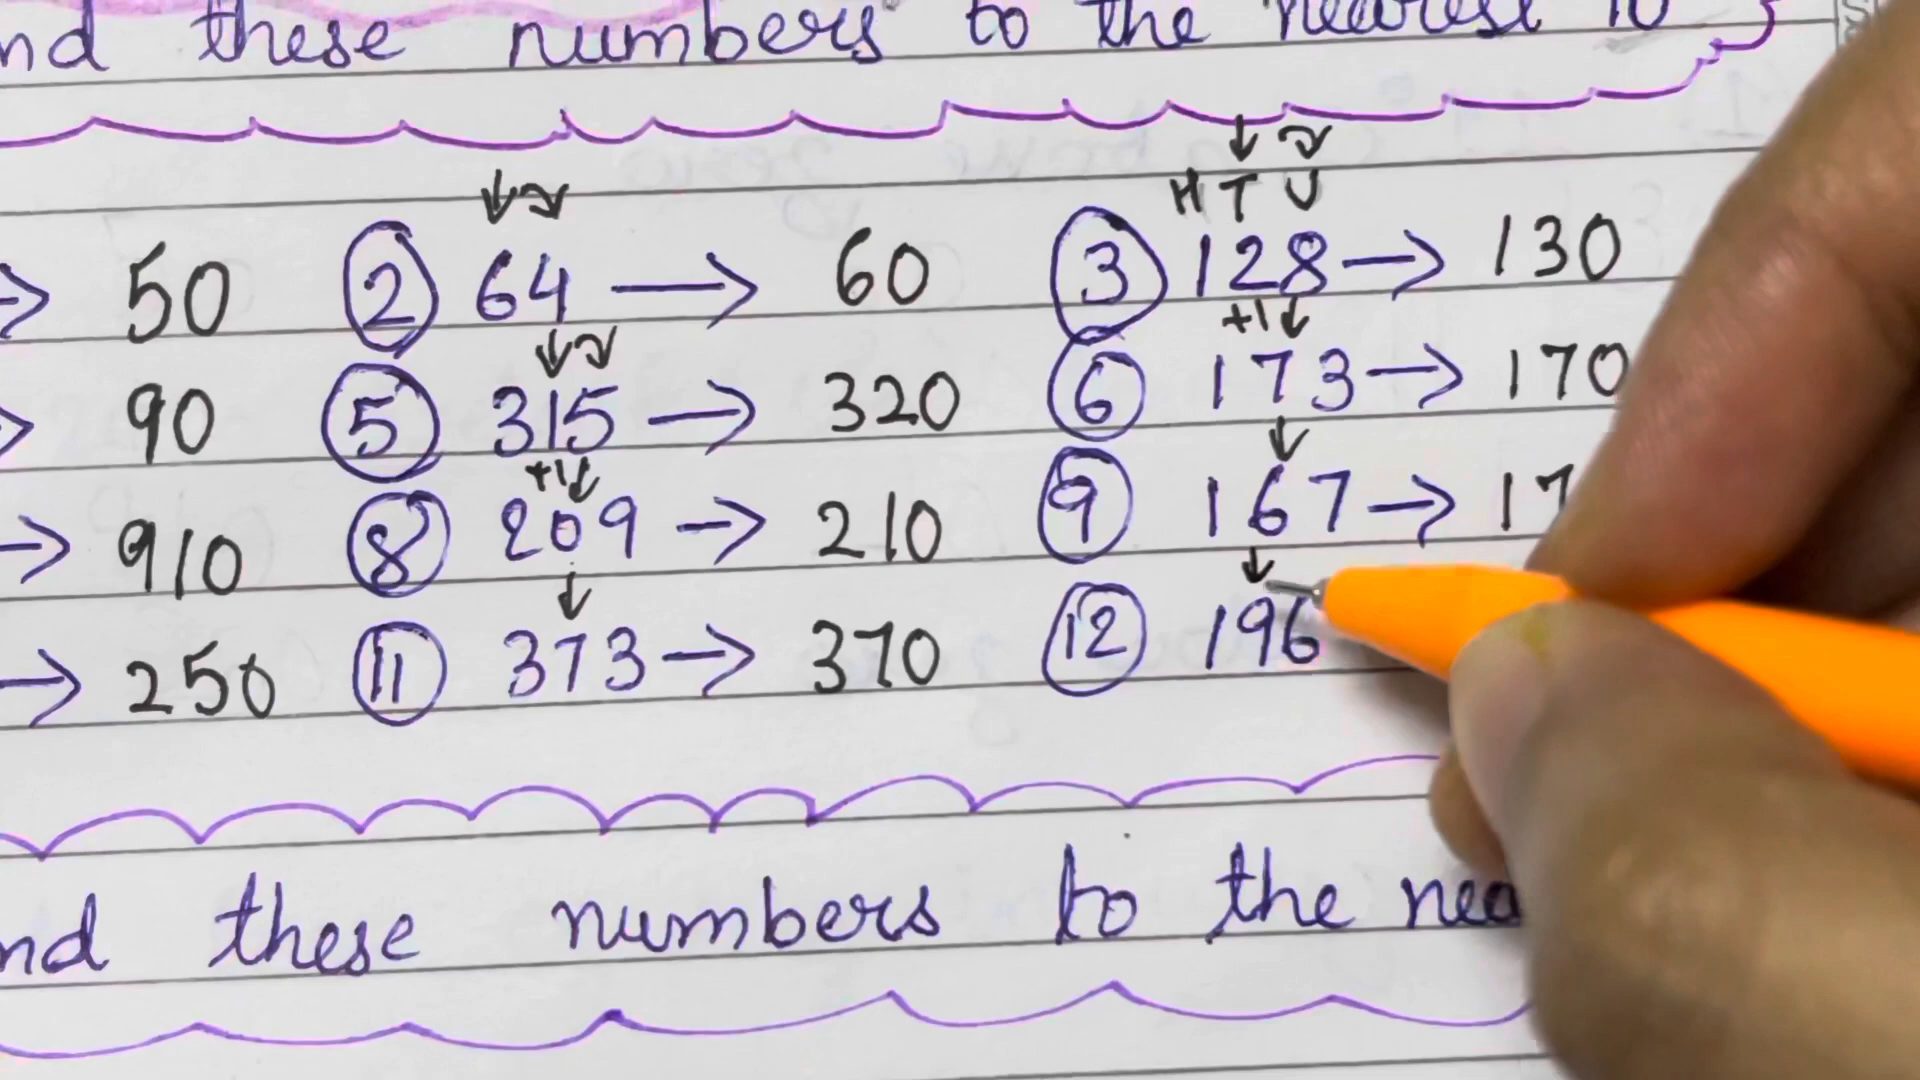 nd these numbers to the nearest 10
H T U
→ 50 ② 64 → 60 ③ 128 → 130
+1
→ 90 ⑤ 315 → 320 ⑥ 173 → 170
+1
→ 910 ⑧ 209 → 210 ⑨ 167 → 17
→ 250 ⑪ 373 → 370 ⑫ 196
nd these numbers to the nea